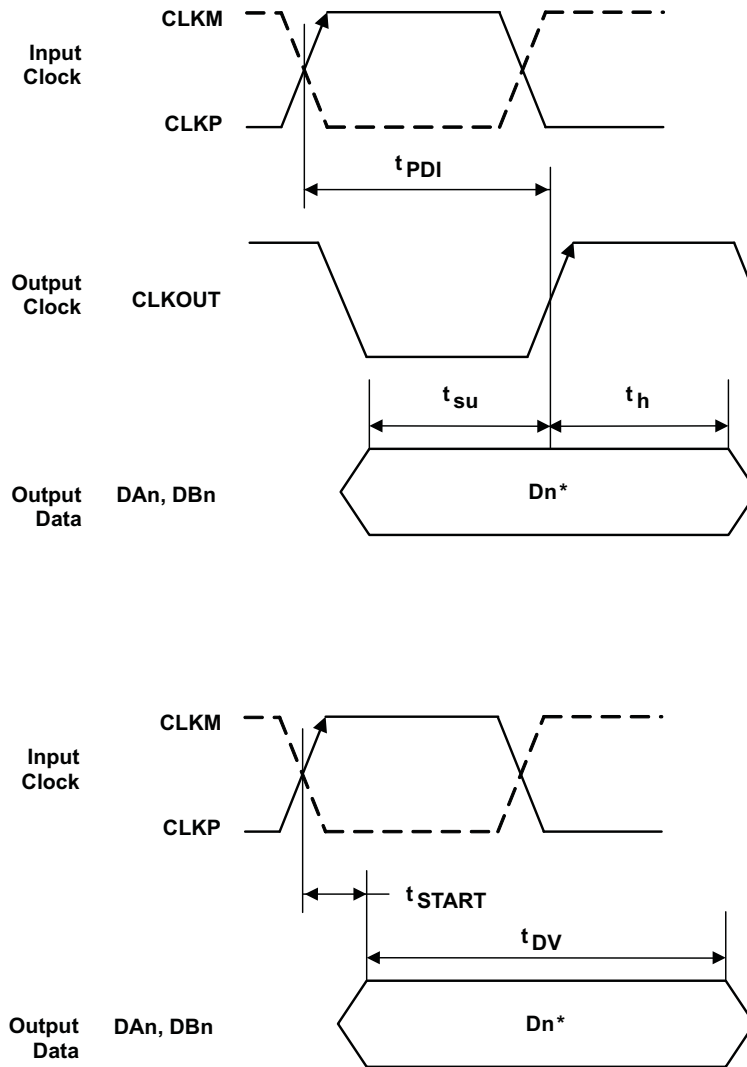 CLKM
Input
Clock
CLKP
t PDI
Output
Clock
CLKOUT
t su
t h
Output
Data
DAn, DBn
Dn*
CLKM
Input
Clock
CLKP
t START
t DV
Output
Data
DAn, DBn
Dn*